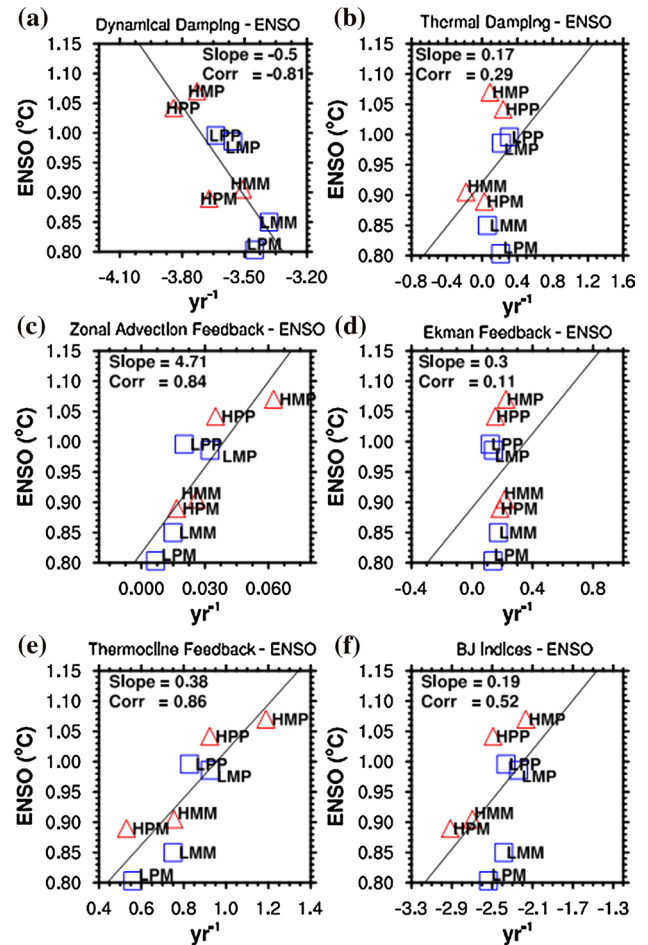 (a) Dynamical Damping - ENSO
Slope = -0.5
Corr = -0.81
ENSO (°C)
1.15
1.10
1.05
1.00
0.95
0.90
0.85
0.80
HMP
HPP
LPP
LMP
HMM
HPM
LMM
LPM
-4.10 -3.80 -3.50 -3.20
yr-1
(b) Thermal Damping - ENSO
Slope = 0.17
Corr = 0.29
ENSO (°C)
1.15
1.10
1.05
1.00
0.95
0.90
0.85
0.80
HMP
HPP
LPP
LMP
HMM
HPM
LMM
LPM
-0.8 -0.4 0.0 0.4 0.8 1.2 1.6
yr-1
(c) Zonal Advection Feedback - ENSO
Slope = 4.71
Corr = 0.84
ENSO (°C)
1.15
1.10
1.05
1.00
0.95
0.90
0.85
0.80
HMP
HPP
LPP
LMP
HMM
HPM
LMM
LPM
0.000 0.030 0.060
yr-1
(d) Ekman Feedback - ENSO
Slope = 0.3
Corr = 0.11
ENSO (°C)
1.15
1.10
1.05
1.00
0.95
0.90
0.85
0.80
HMP
HPP
LPP
LMP
HMM
HPM
LMM
LPM
-0.4 0.0 0.4 0.8
yr-1
(e) Thermocline Feedback - ENSO
Slope = 0.38
Corr = 0.86
ENSO (°C)
1.15
1.10
1.05
1.00
0.95
0.90
0.85
0.80
HMP
HPP
LPP
LMP
HMM
HPM
LMM
LPM
0.4 0.6 0.8 1.0 1.2 1.4
yr-1
(f) BJ Indices - ENSO
Slope = 0.19
Corr = 0.52
ENSO (°C)
1.15
1.10
1.05
1.00
0.95
0.90
0.85
0.80
HMP
HPP
LPP
LMP
HMM
HPM
LMM
LPM
-3.3 -2.9 -2.5 -2.1 -1.7 -1.3
yr-1